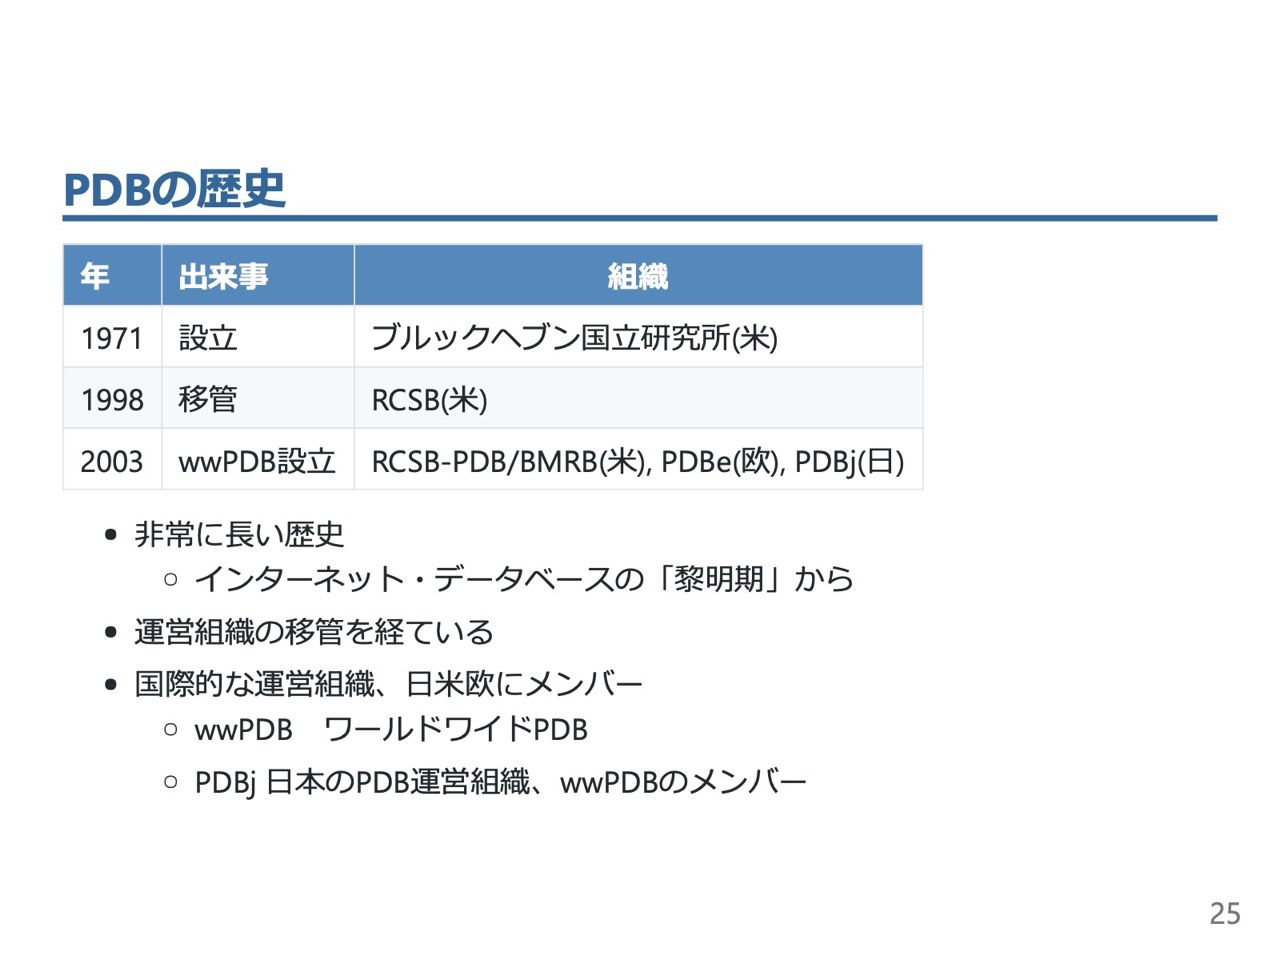 PDBの歴史
年 出来事 組織
1971 設立 ブルックヘブン国立研究所(米)
1998 移管 RCSB(米)
2003 wwPDB設立 RCSB-PDB/BMRB(米), PDBe(欧), PDBj(日)
• 非常に長い歴史
○ インターネット・データベースの「黎明期」から
• 運営組織の移管を経ている
• 国際的な運営組織、日米欧にメンバー
○ wwPDB　ワールドワイドPDB
○ PDBj 日本のPDB運営組織、wwPDBのメンバー
25